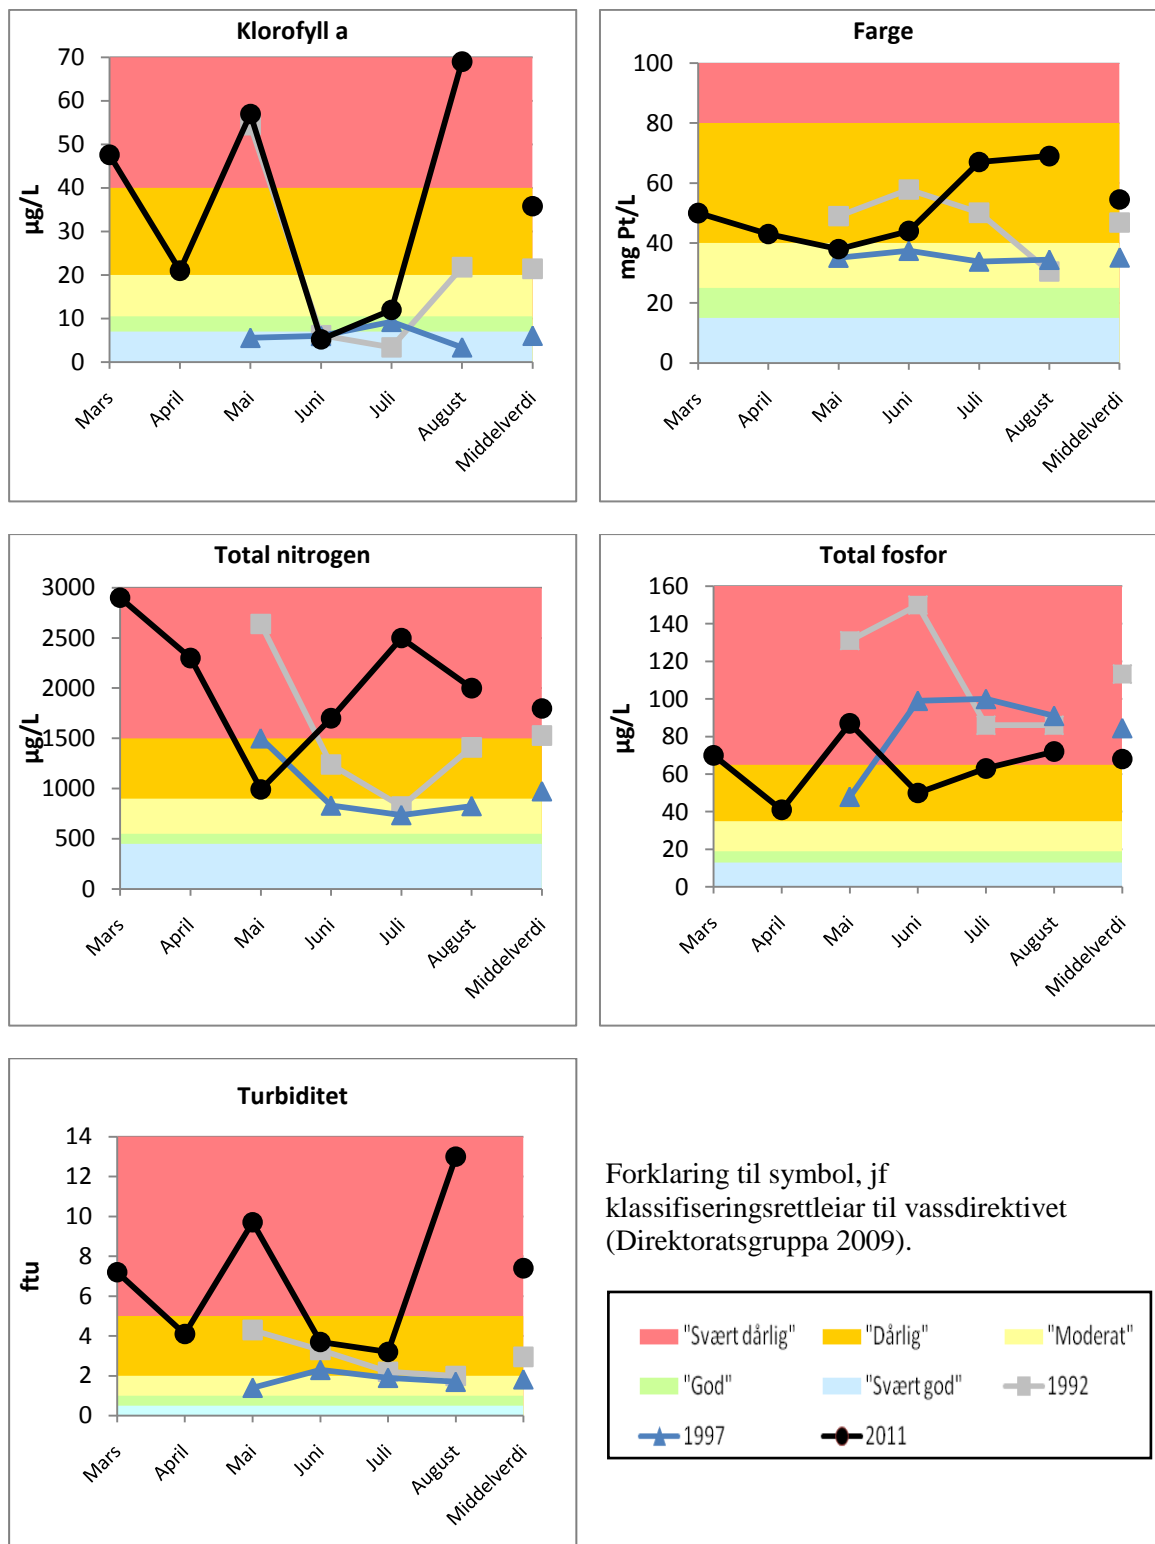 Klorofyll a
70
60
50
40
30
20
10
0
µg/L
Mars
April
Mai
Juni
Juli
August
Middelverdi
Farge
100
80
60
40
20
0
mg Pt/L
Mars
April
Mai
Juni
Juli
August
Middelverdi
Total nitrogen
3000
2500
2000
1500
1000
500
0
µg/L
Mars
April
Mai
Juni
Juli
August
Middelverdi
Total fosfor
160
140
120
100
80
60
40
20
0
µg/L
Mars
April
Mai
Juni
Juli
August
Middelverdi
Turbiditet
14
12
10
8
6
4
2
0
ftu
Mars
April
Mai
Juni
Juli
August
Middelverdi
Forklaring til symbol, jf
klassifiseringsrettleiar til vassdirektivet
(Direktoratsgruppa 2009).
"Svært dårlig" "Dårlig" "Moderat"
"God" "Svært god" 1992
1997 2011